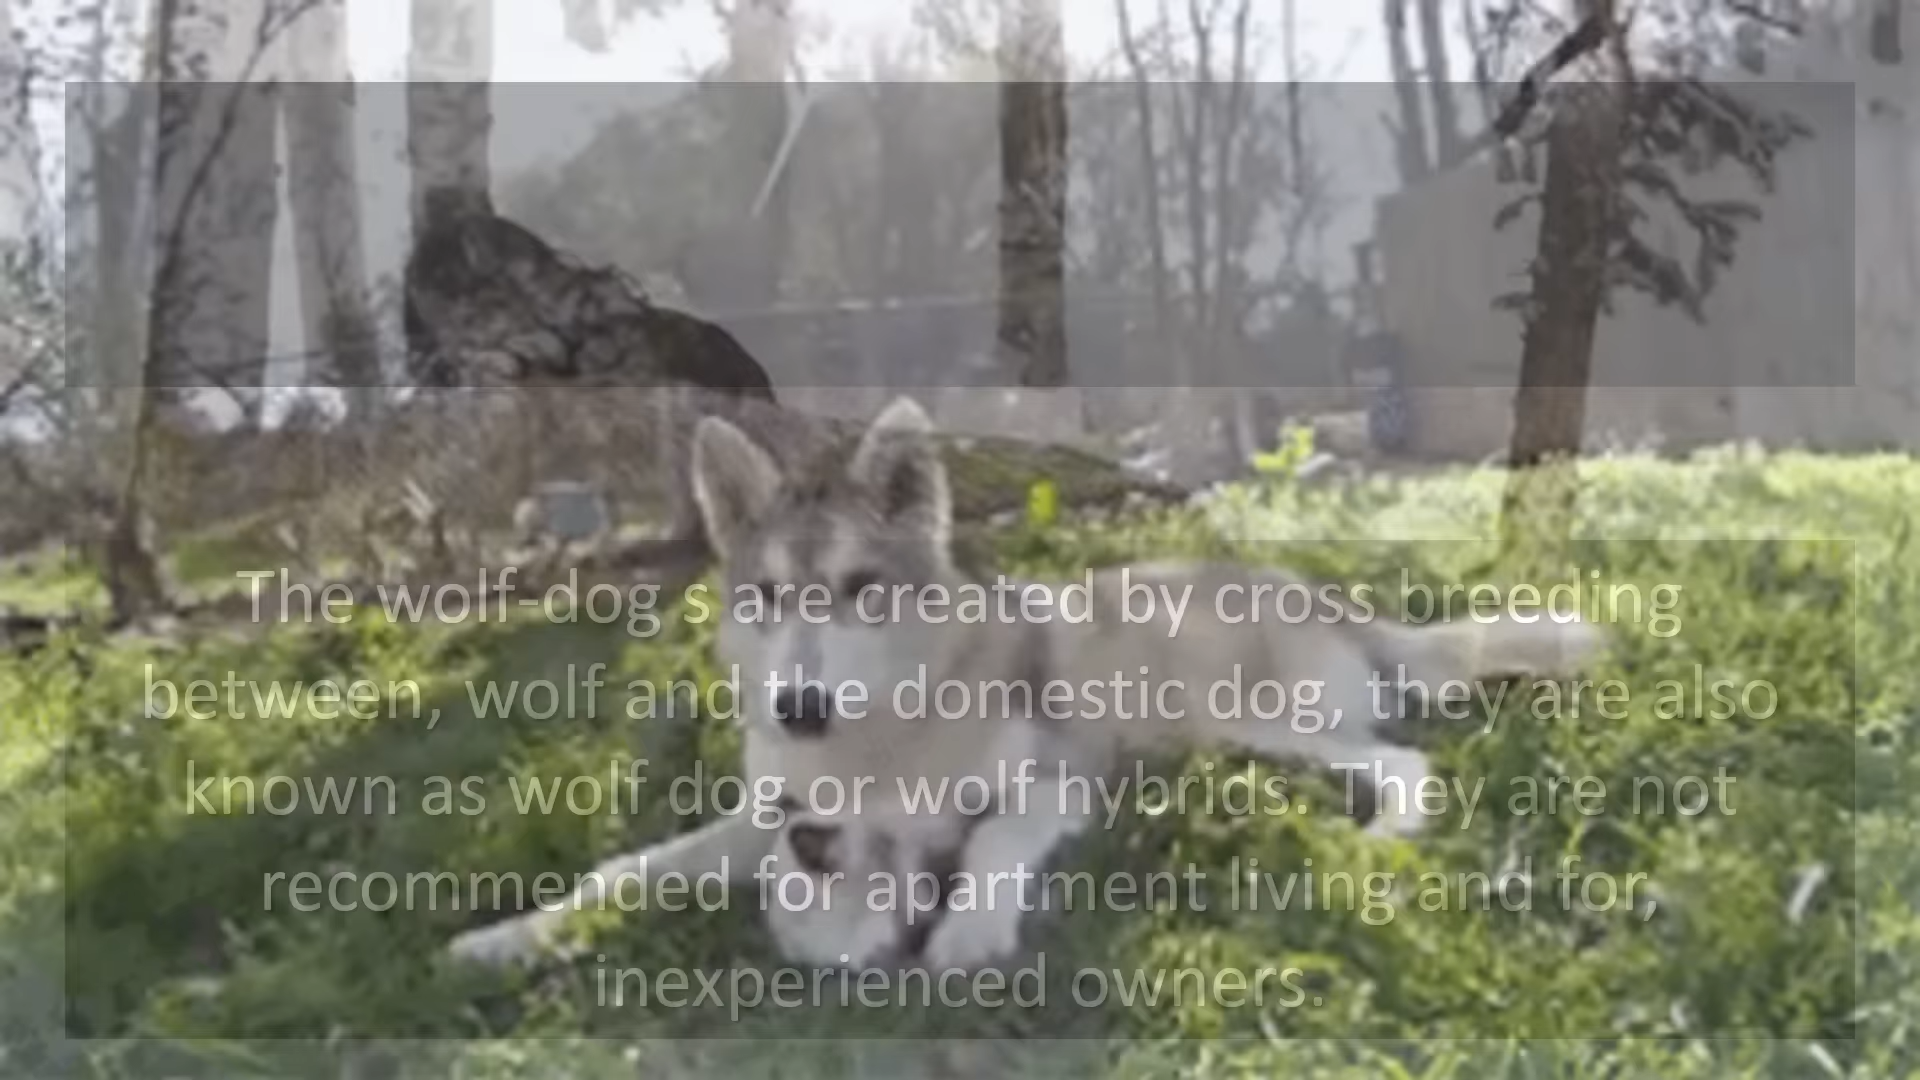 The wolf-dog s are created by cross breeding
between, wolf and the domestic dog, they are also
known as wolf dog or wolf hybrids. They are not
recommended for apartment living and for,
inexperienced owners.